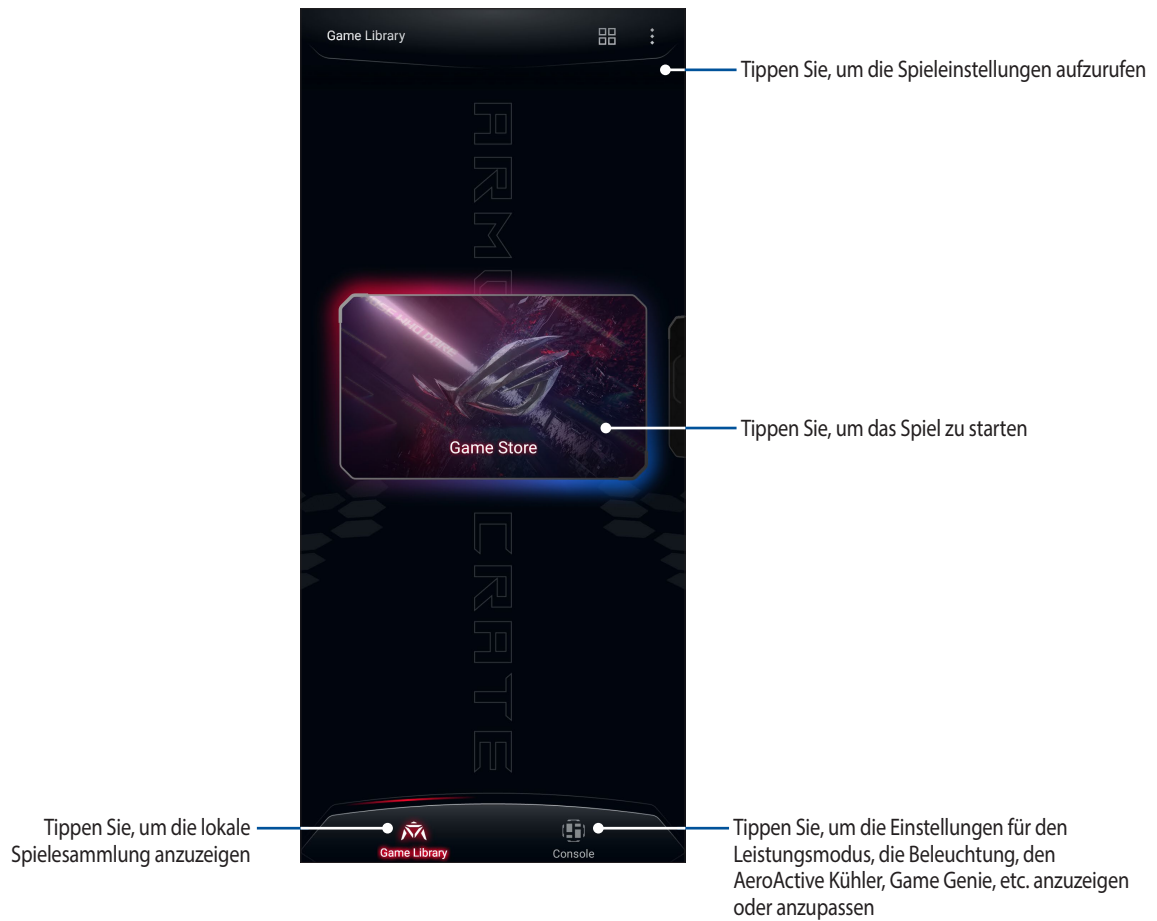 Game Library
Tippen Sie, um die Spieleinstellungen aufzurufen
ARMO
Game Store
Tippen Sie, um das Spiel zu starten
CRATE
Tippen Sie, um die lokale
Spielesammlung anzuzeigen
Game Library
Console
Tippen Sie, um die Einstellungen für den
Leistungsmodus, die Beleuchtung, den
AeroActive Kühler, Game Genie, etc. anzuzeigen
oder anzupassen